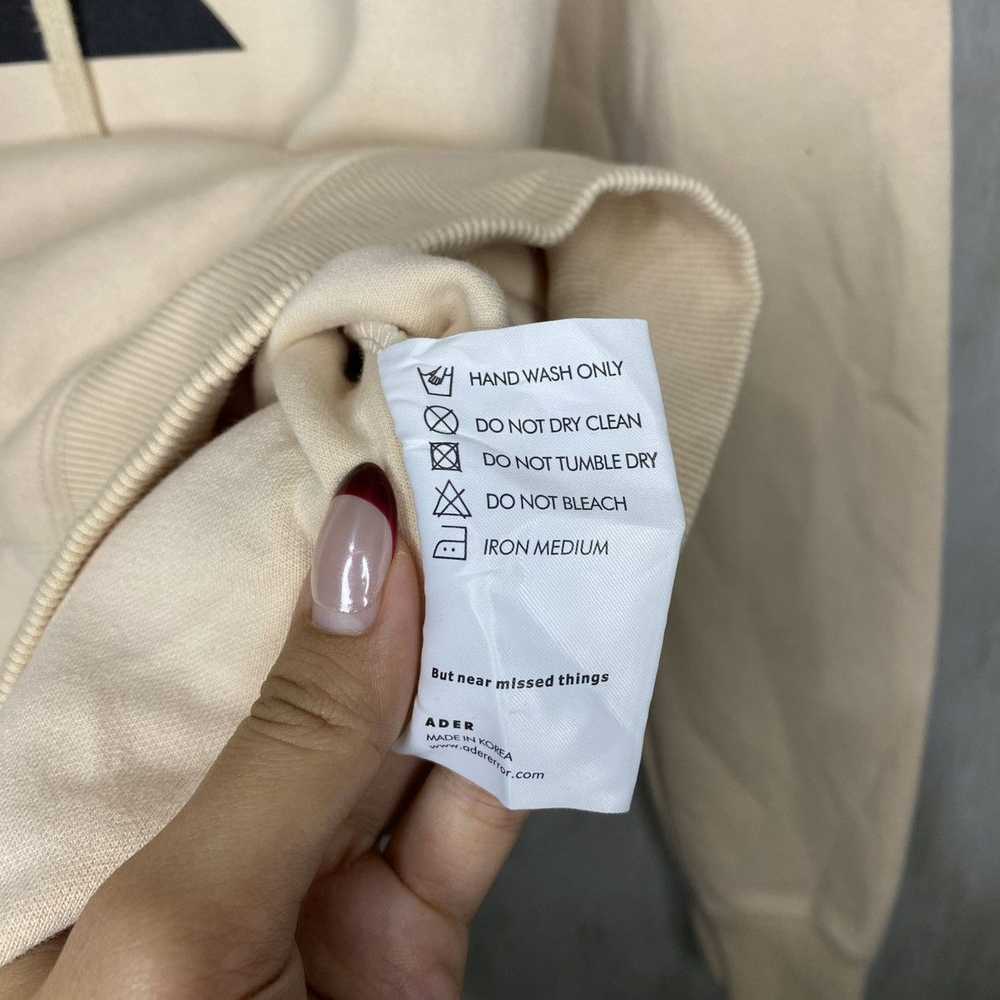 HAND WASH ONLY
DO NOT DRY CLEAN
DO NOT TUMBLE DRY
DO NOT BLEACH
IRON MEDIUM
But near missed things
ADER
MADE IN KOREA
www.adererror.com